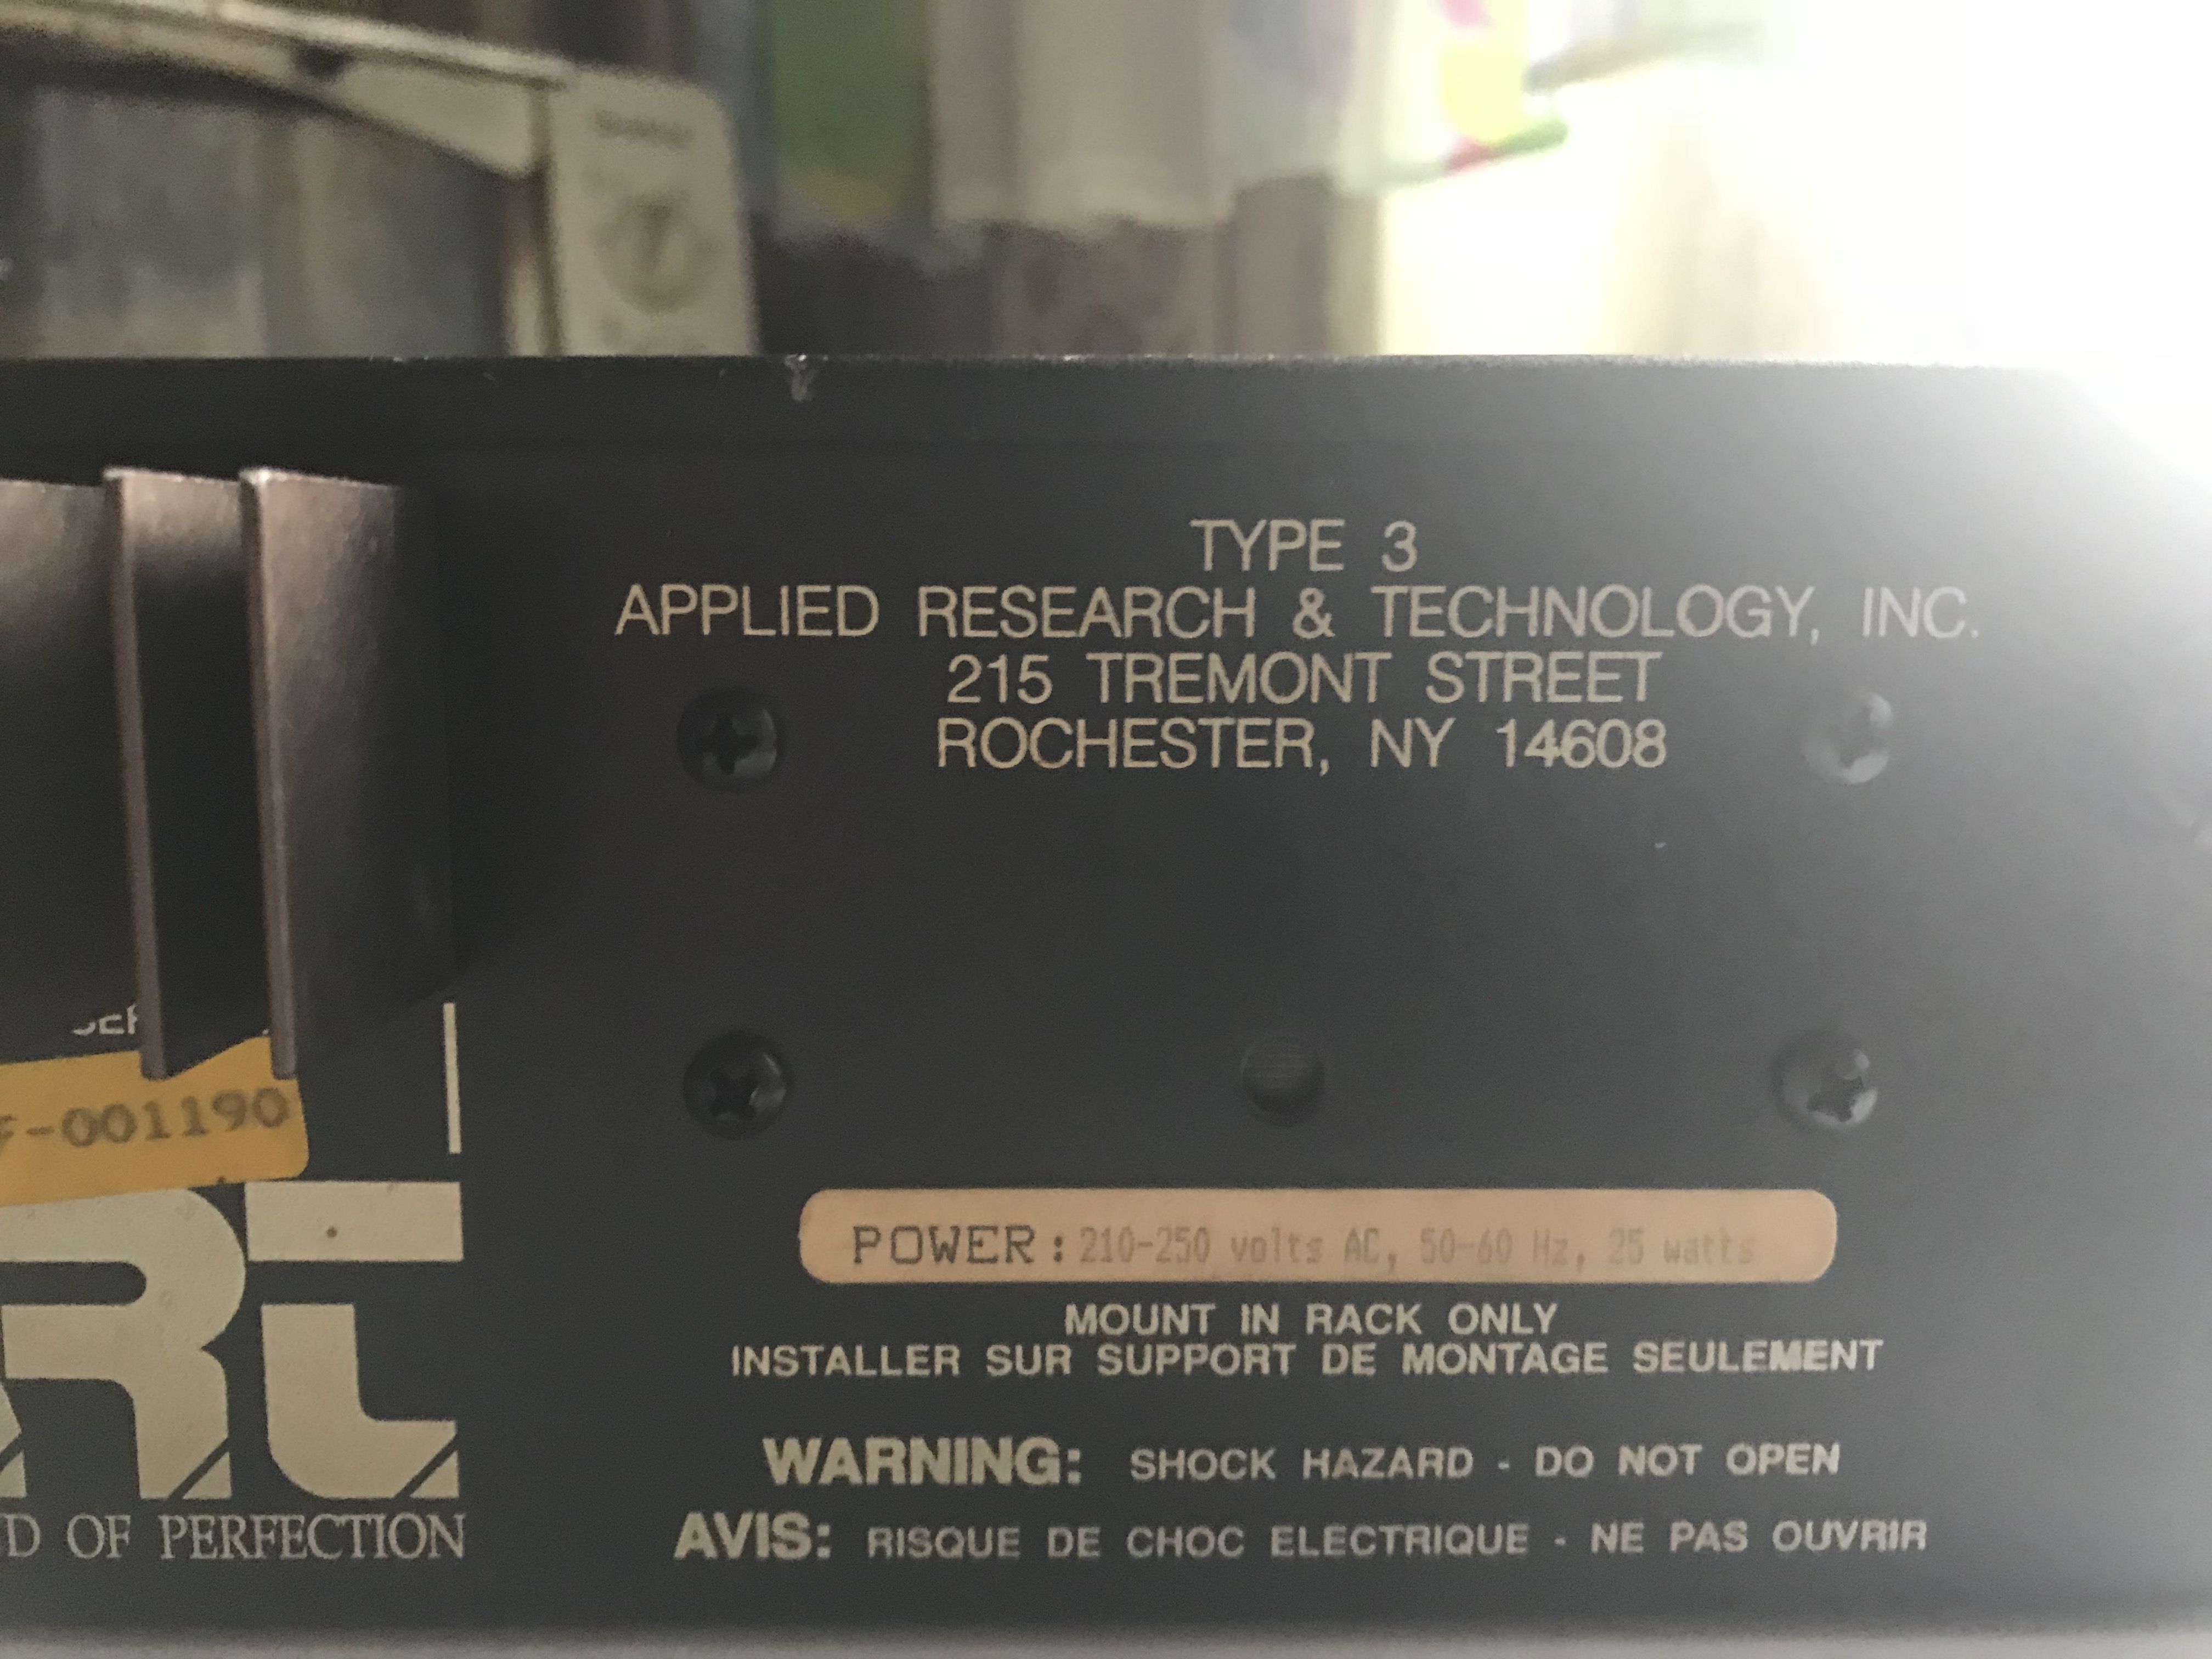 TYPE 3
APPLIED RESEARCH & TECHNOLOGY, INC.
215 TREMONT STREET
ROCHESTER, NY 14608
-001190
POWER: 210-250 volts AC, 50-60 Hz, 25 watts
MOUNT IN RACK ONLY
INSTALLER SUR SUPPORT DE MONTAGE SEULEMENT
WARNING: SHOCK HAZARD - DO NOT OPEN
AVIS: RISQUE DE CHOC ELECTRIQUE - NE PAS OUVRIR
RT
D OF PERFECTION